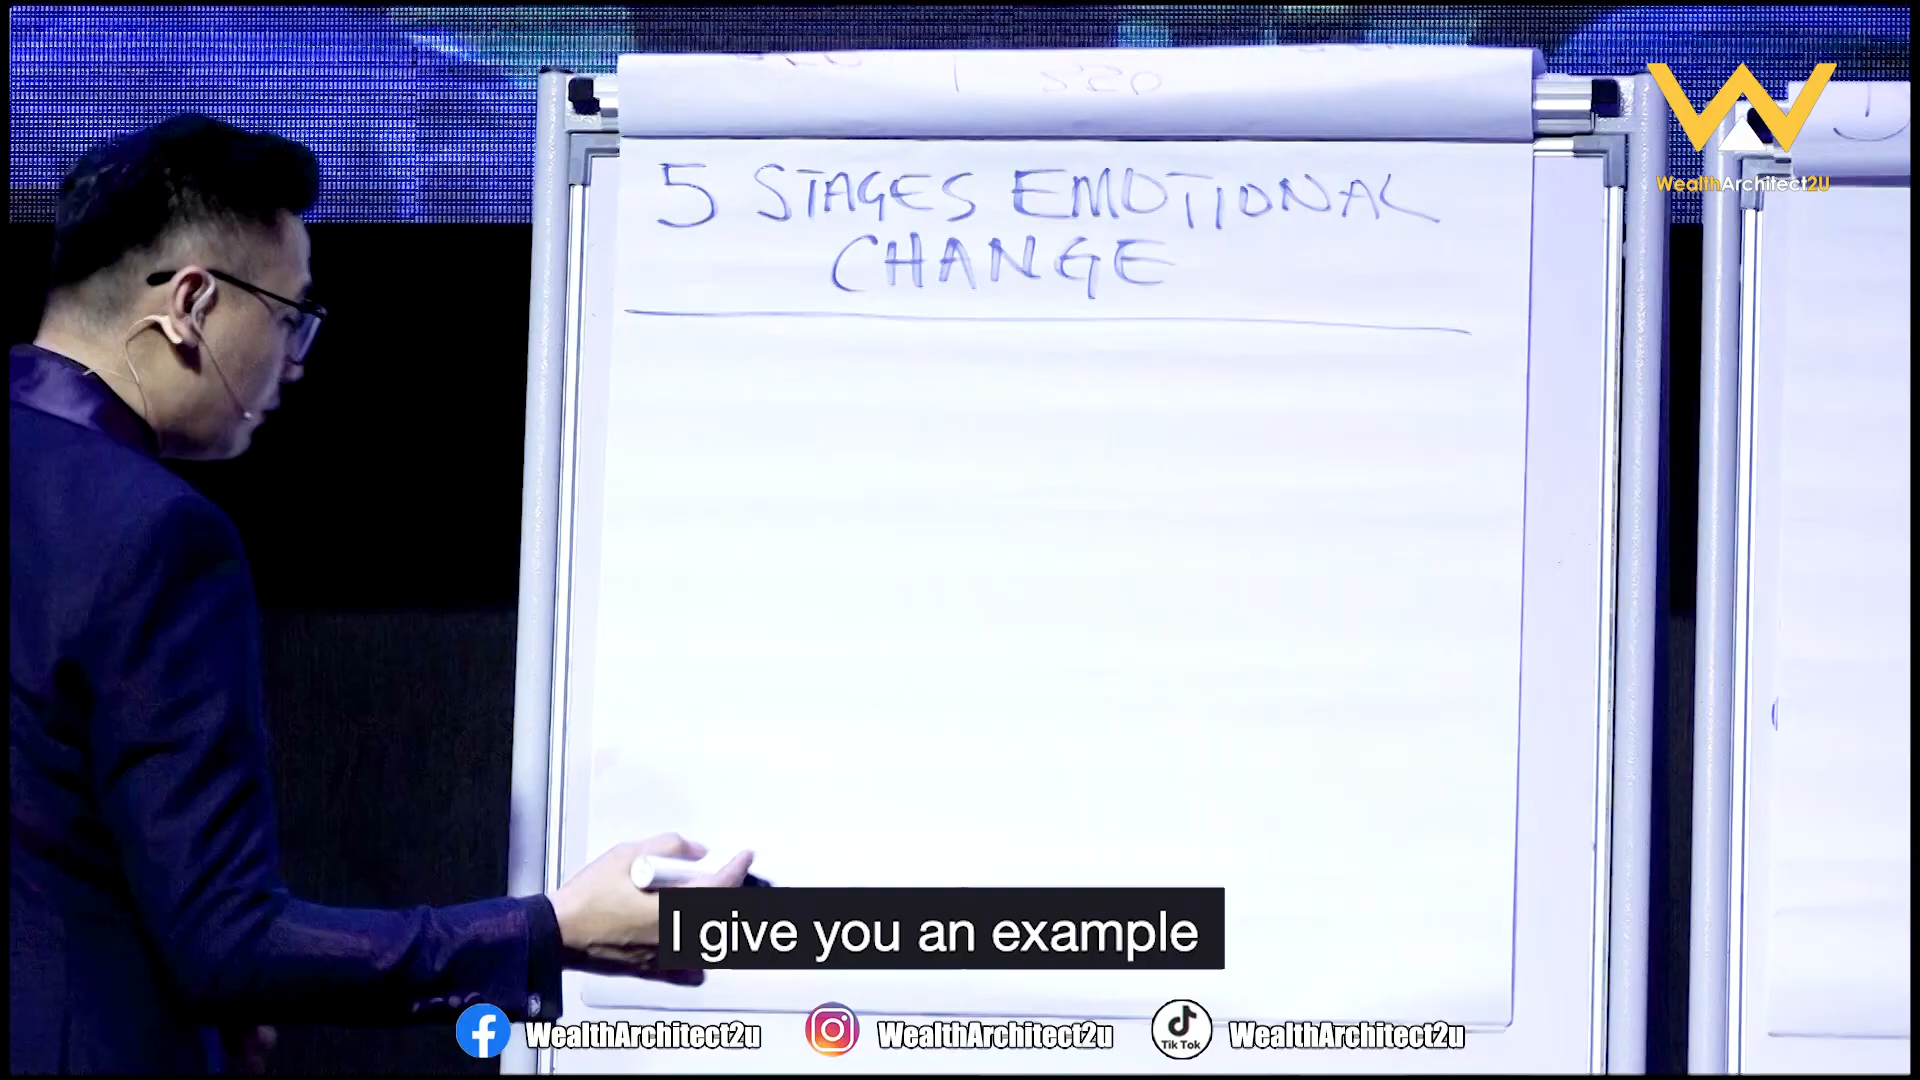 5 STAGES EMOTIONAL
CHANGE
WealthArchitect2U
I give you an example
WealthArchitect2u
WealthArchitect2u
Tik Tok
WealthArchitect2u